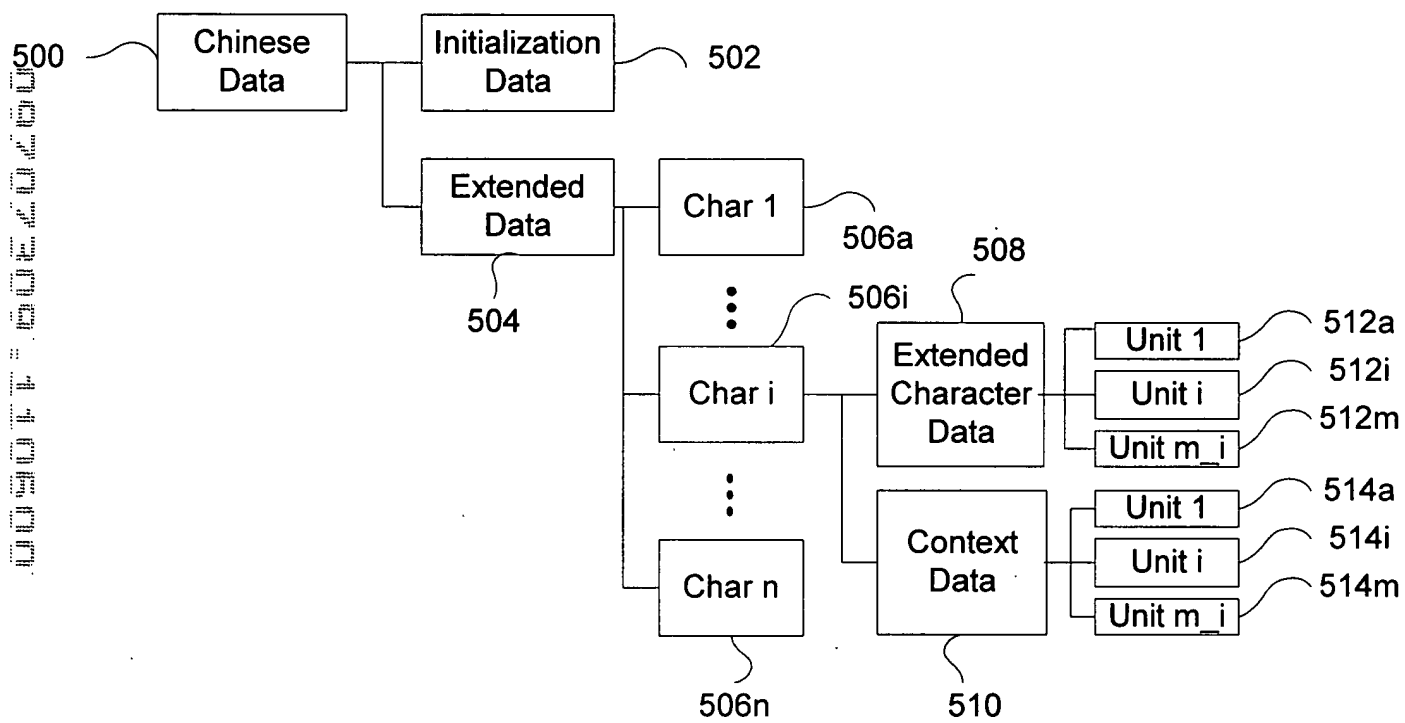 500
Chinese
Data
Initialization
Data
502
Extended
Data
504
Char 1
506a
506i
Char i
Char n
506n
508
Extended
Character
Data
Context
Data
510
Unit 1
512a
Unit i
512i
Unit m_i
512m
Unit 1
514a
Unit i
514i
Unit m_i
514m